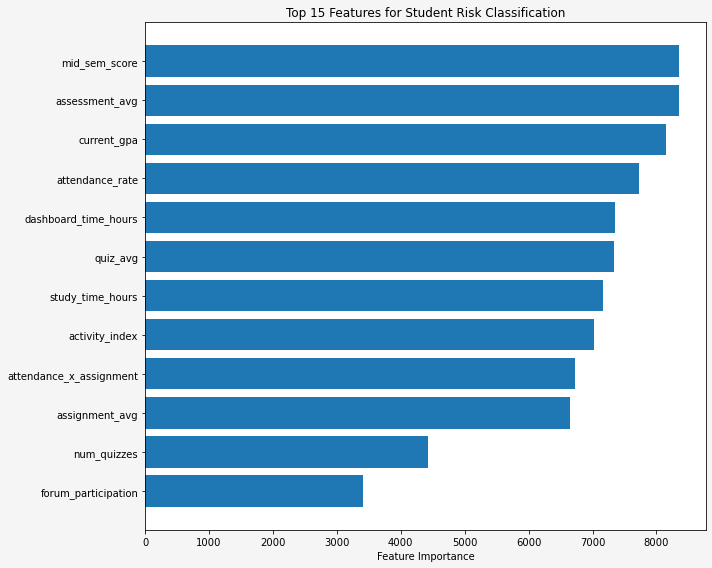 Top 15 Features for Student Risk Classification
mid_sem_score
assessment_avg
current_gpa
attendance_rate
dashboard_time_hours
quiz_avg
study_time_hours
activity_index
attendance_x_assignment
assignment_avg
num_quizzes
forum_participation
0 1000 2000 3000 4000 5000 6000 7000 8000
Feature Importance